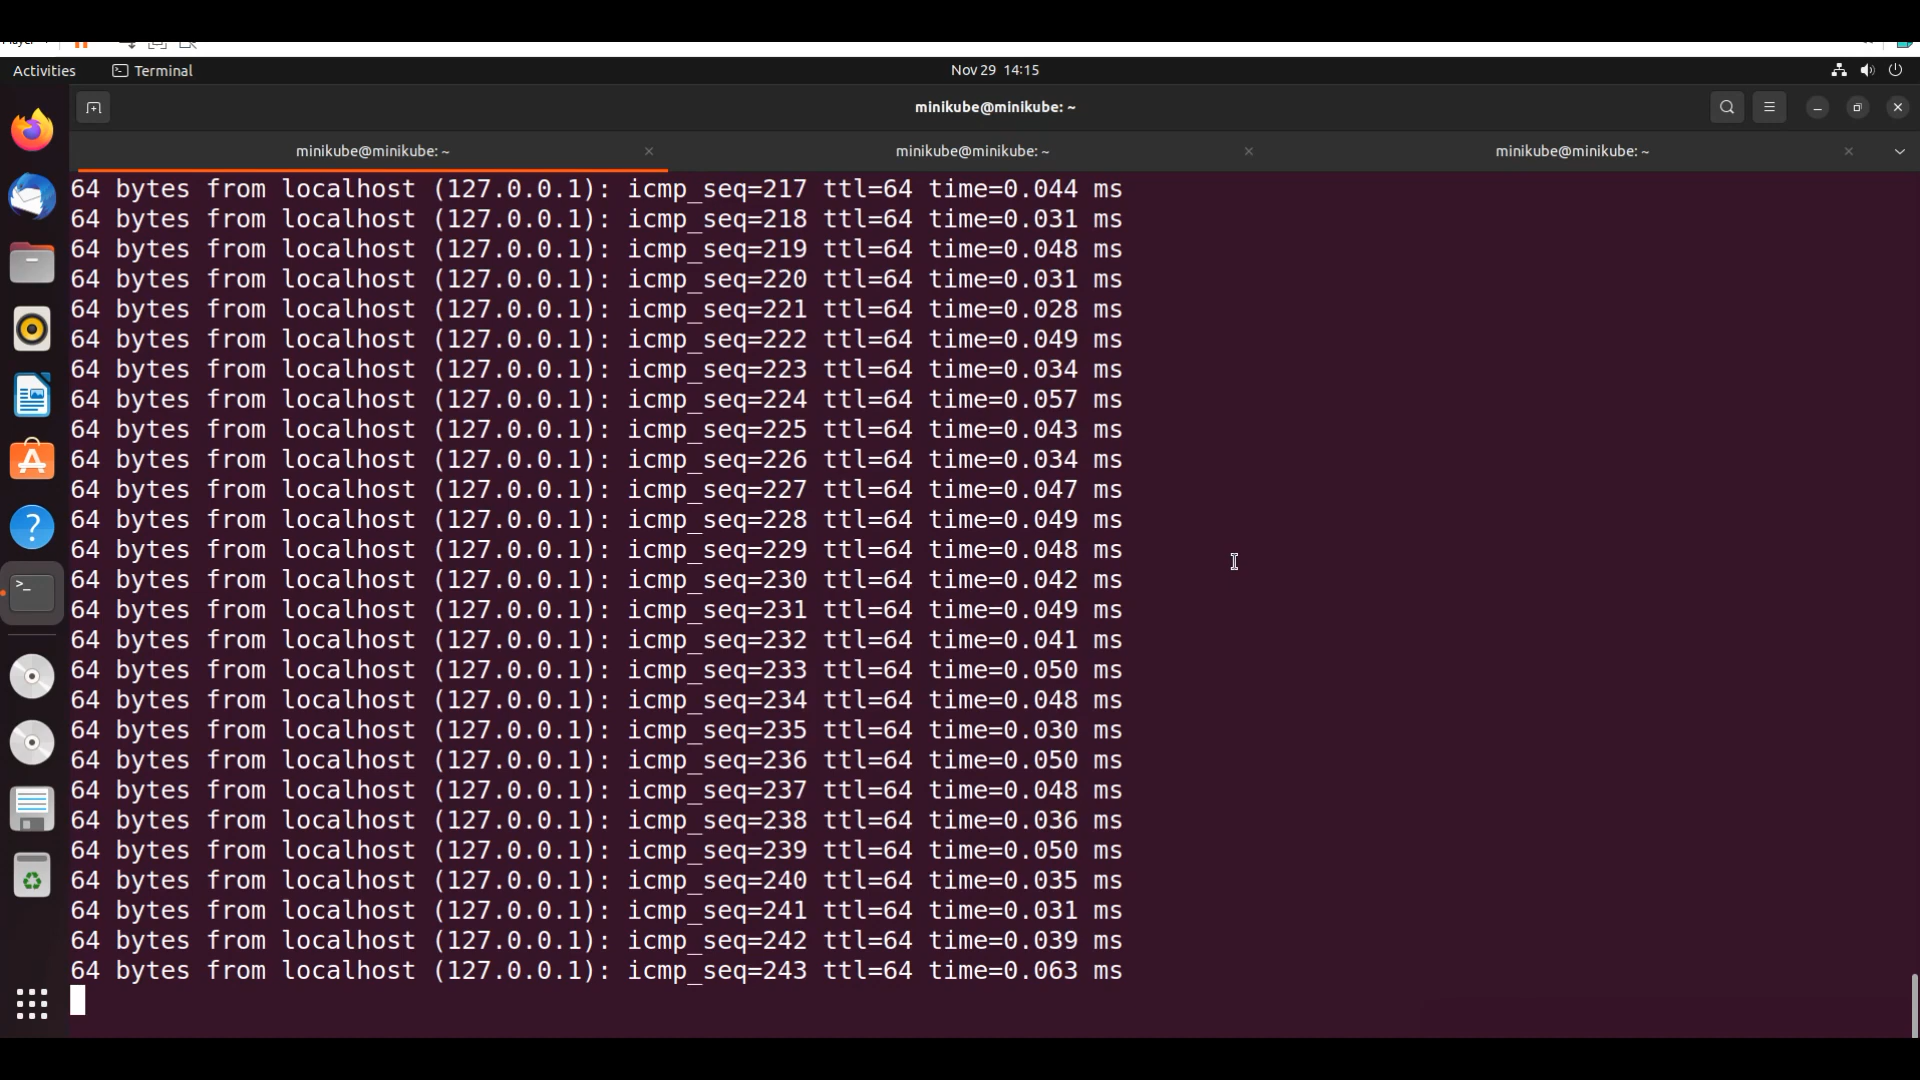 Activities
Terminal
Nov 29 14:15
minikube@minikube: ~
minikube@minikube: ~
minikube@minikube: ~
minikube@minikube: ~
64 bytes from localhost (127.0.0.1): icmp_seq=217 ttl=64 time=0.044 ms
64 bytes from localhost (127.0.0.1): icmp_seq=218 ttl=64 time=0.031 ms
64 bytes from localhost (127.0.0.1): icmp_seq=219 ttl=64 time=0.048 ms
64 bytes from localhost (127.0.0.1): icmp_seq=220 ttl=64 time=0.031 ms
64 bytes from localhost (127.0.0.1): icmp_seq=221 ttl=64 time=0.028 ms
64 bytes from localhost (127.0.0.1): icmp_seq=222 ttl=64 time=0.049 ms
64 bytes from localhost (127.0.0.1): icmp_seq=223 ttl=64 time=0.034 ms
64 bytes from localhost (127.0.0.1): icmp_seq=224 ttl=64 time=0.057 ms
64 bytes from localhost (127.0.0.1): icmp_seq=225 ttl=64 time=0.043 ms
64 bytes from localhost (127.0.0.1): icmp_seq=226 ttl=64 time=0.034 ms
64 bytes from localhost (127.0.0.1): icmp_seq=227 ttl=64 time=0.047 ms
64 bytes from localhost (127.0.0.1): icmp_seq=228 ttl=64 time=0.049 ms
64 bytes from localhost (127.0.0.1): icmp_seq=229 ttl=64 time=0.048 ms
64 bytes from localhost (127.0.0.1): icmp_seq=230 ttl=64 time=0.042 ms
64 bytes from localhost (127.0.0.1): icmp_seq=231 ttl=64 time=0.049 ms
64 bytes from localhost (127.0.0.1): icmp_seq=232 ttl=64 time=0.041 ms
64 bytes from localhost (127.0.0.1): icmp_seq=233 ttl=64 time=0.050 ms
64 bytes from localhost (127.0.0.1): icmp_seq=234 ttl=64 time=0.048 ms
64 bytes from localhost (127.0.0.1): icmp_seq=235 ttl=64 time=0.030 ms
64 bytes from localhost (127.0.0.1): icmp_seq=236 ttl=64 time=0.050 ms
64 bytes from localhost (127.0.0.1): icmp_seq=237 ttl=64 time=0.048 ms
64 bytes from localhost (127.0.0.1): icmp_seq=238 ttl=64 time=0.036 ms
64 bytes from localhost (127.0.0.1): icmp_seq=239 ttl=64 time=0.050 ms
64 bytes from localhost (127.0.0.1): icmp_seq=240 ttl=64 time=0.035 ms
64 bytes from localhost (127.0.0.1): icmp_seq=241 ttl=64 time=0.031 ms
64 bytes from localhost (127.0.0.1): icmp_seq=242 ttl=64 time=0.039 ms
64 bytes from localhost (127.0.0.1): icmp_seq=243 ttl=64 time=0.063 ms